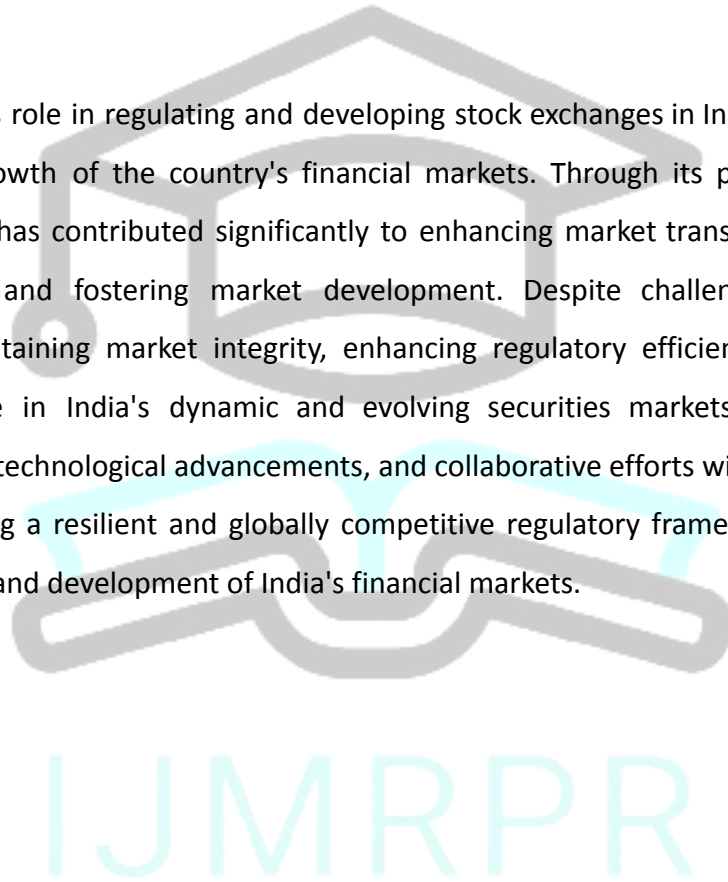 s role in regulating and developing stock exchanges in In
owth of the country's financial markets. Through its p
has contributed significantly to enhancing market trans
and fostering market development. Despite challen
taining market integrity, enhancing regulatory efficien
e in India's dynamic and evolving securities markets
technological advancements, and collaborative efforts wi
g a resilient and globally competitive regulatory frame
and development of India's financial markets.
IJMRPR